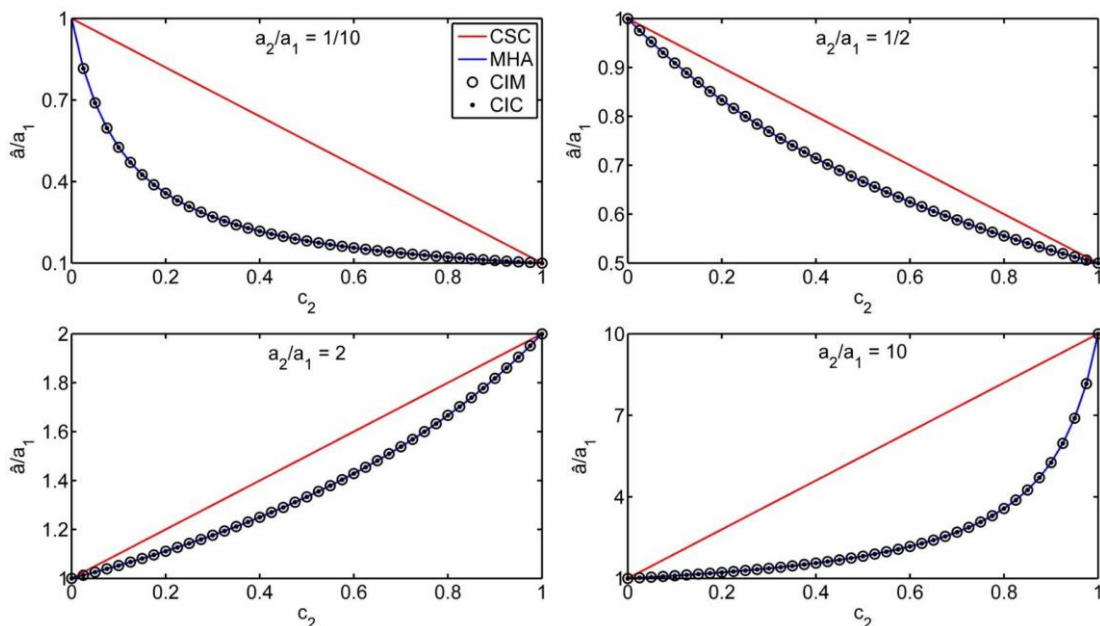 1
0.7
0.4
0.1
0
0.2
0.4
0.6
0.8
1
c₂
â/a₁
a₂/a₁ = 1/10
CSC
MHA
CIM
CIC
1
0.9
0.8
0.7
0.6
0.5
0
0.2
0.4
0.6
0.8
1
c₂
â/a₁
a₂/a₁ = 1/2
2
1.8
1.6
1.4
1.2
1
0
0.2
0.4
0.6
0.8
1
c₂
â/a₁
a₂/a₁ = 2
10
7
4
1
0
0.2
0.4
0.6
0.8
1
c₂
â/a₁
a₂/a₁ = 10